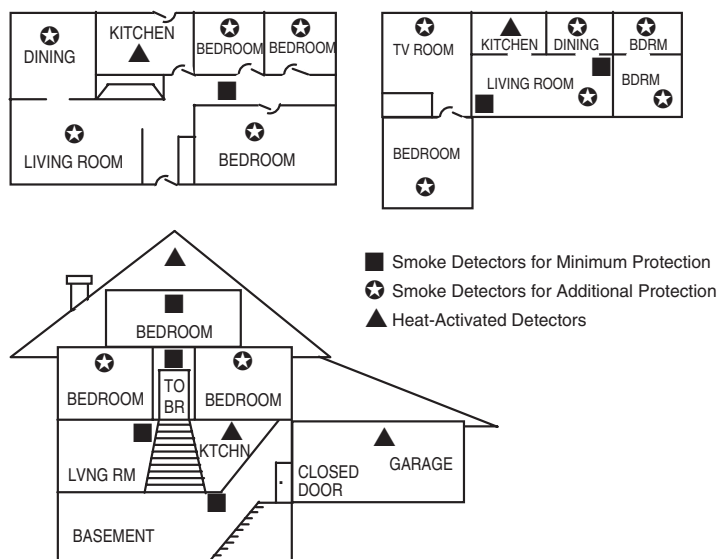 DINING
KITCHEN
BEDROOM
BEDROOM
LIVING ROOM
BEDROOM
TV ROOM
KITCHEN
DINING
BDRM
LIVING ROOM
BDRM
BEDROOM
Smoke Detectors for Minimum Protection
Smoke Detectors for Additional Protection
Heat-Activated Detectors
BEDROOM
BEDROOM
TO
BR
BEDROOM
LVNG RM
KTCHN
CLOSED
DOOR
GARAGE
BASEMENT